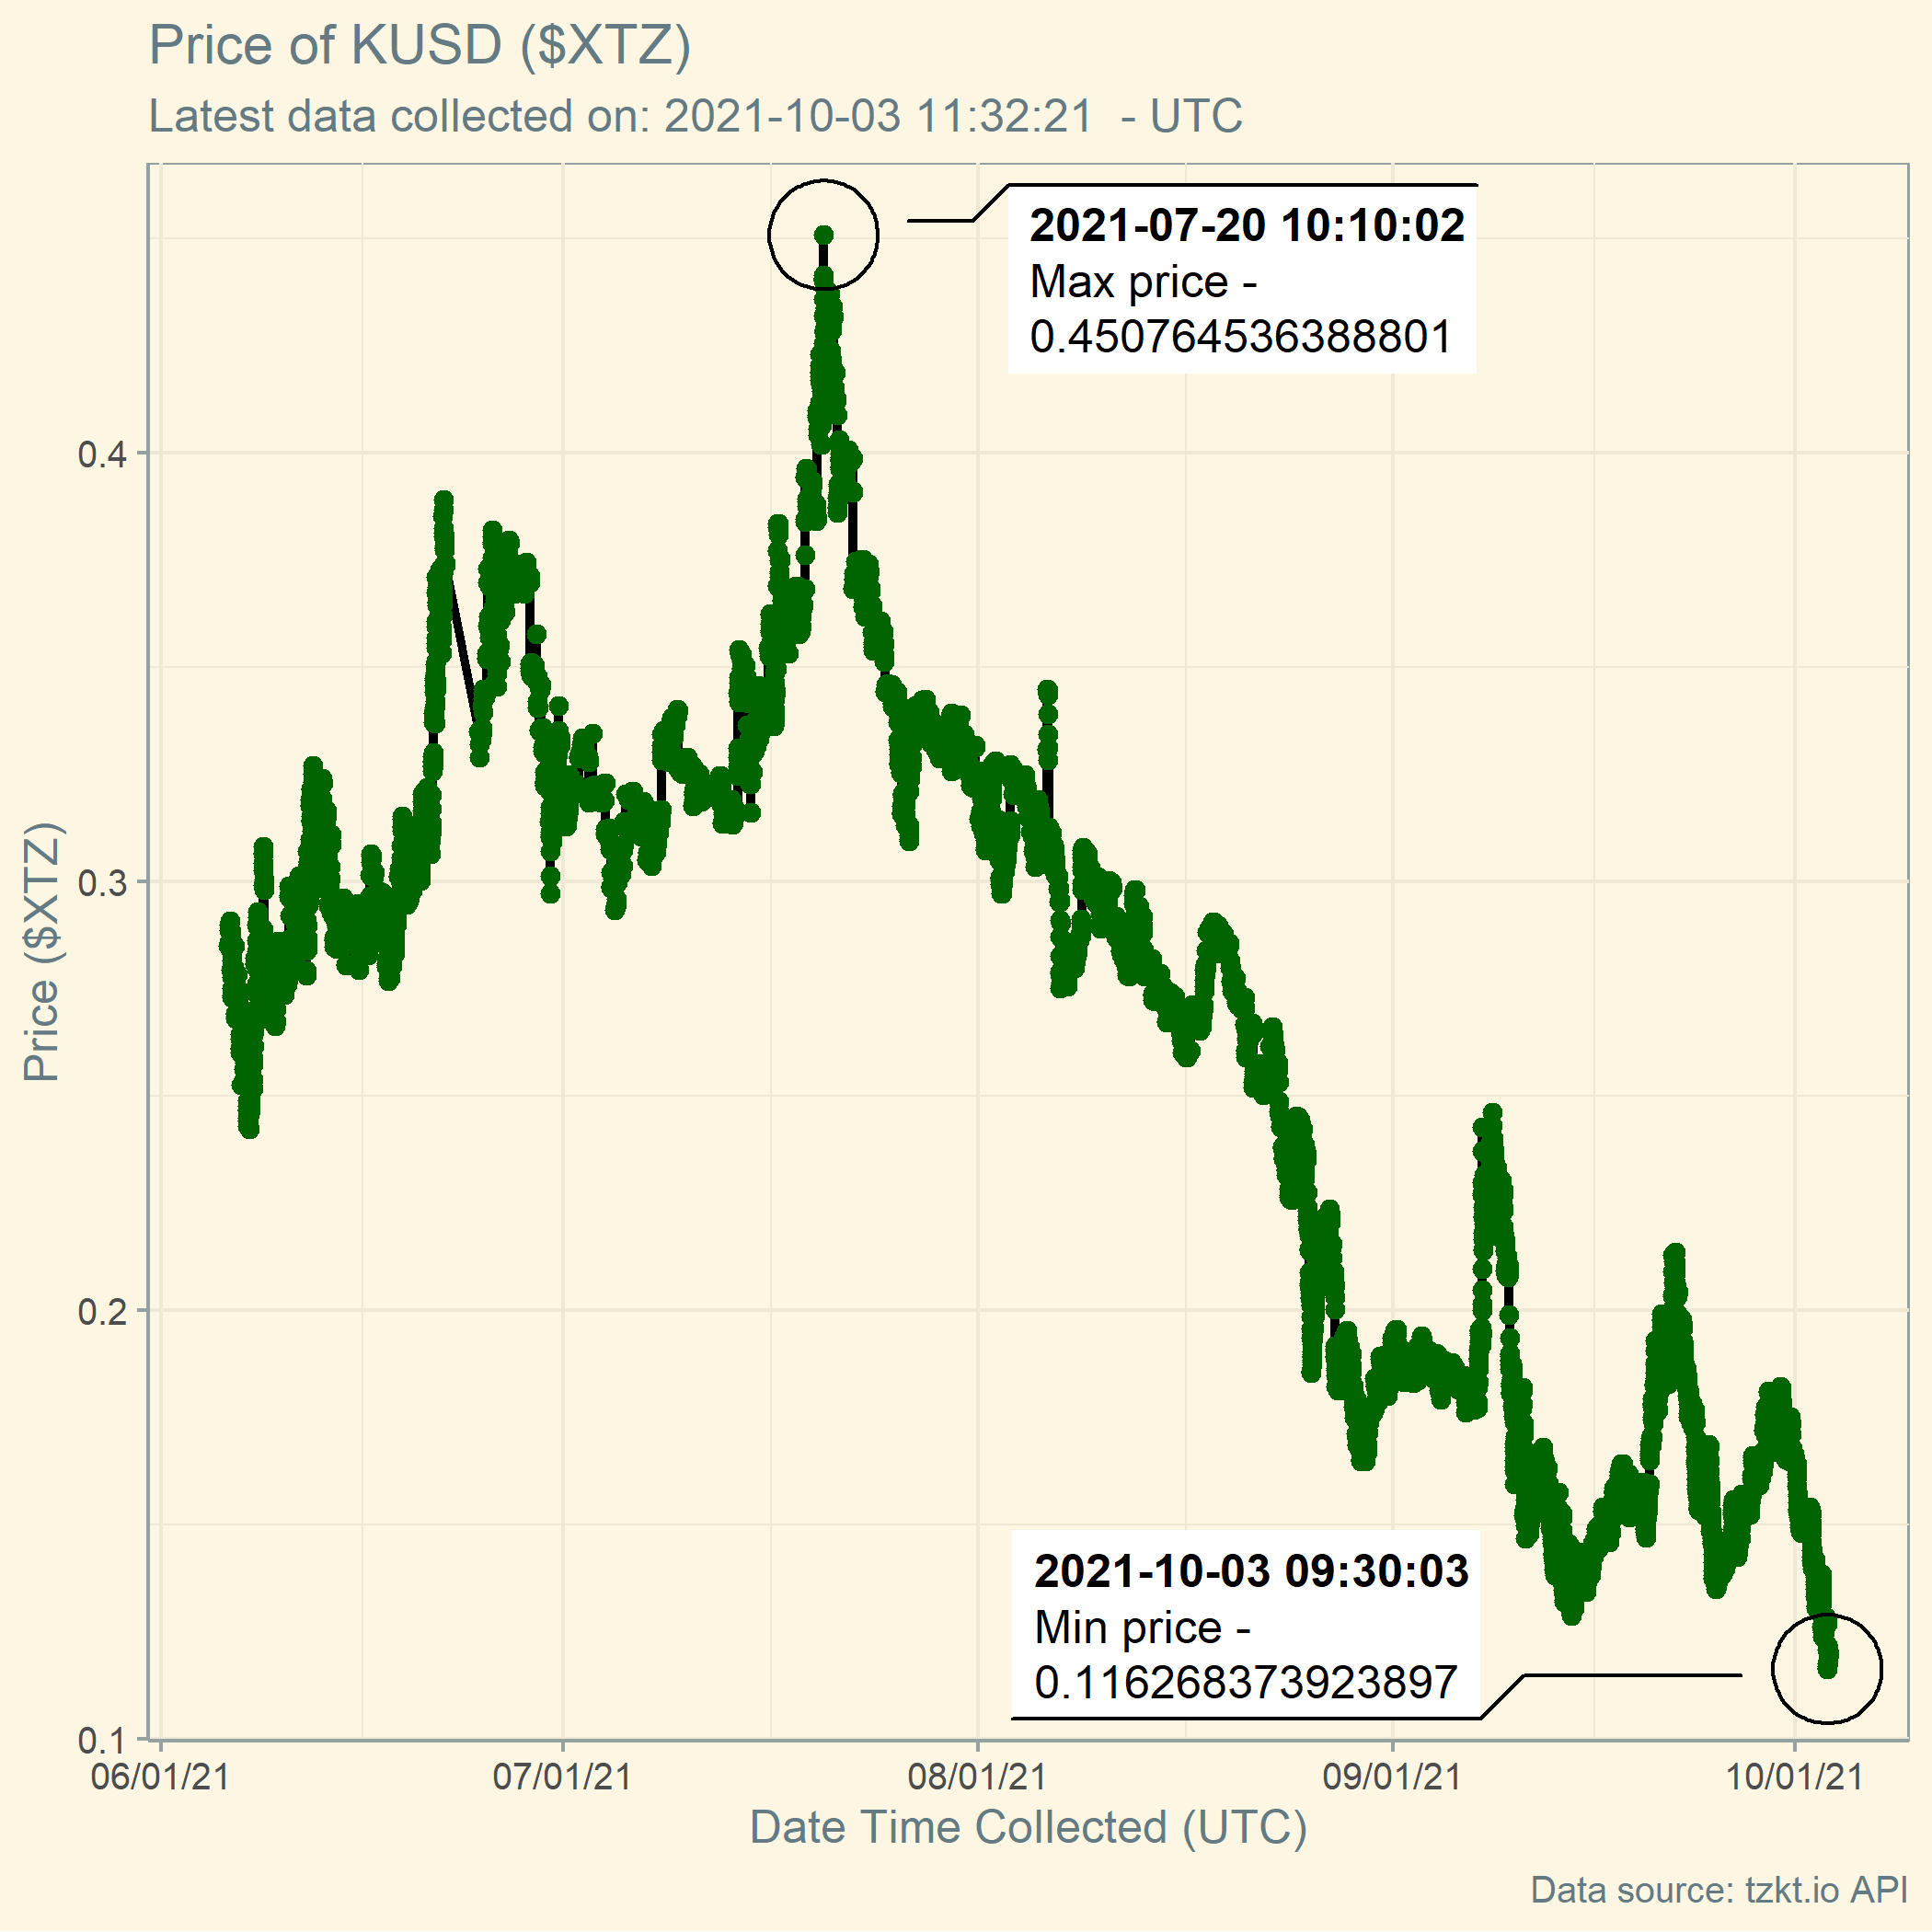 Price of KUSD ($XTZ)
Latest data collected on: 2021-10-03 11:32:21  - UTC
2021-07-20 10:10:02
Max price -
0.450764536388801
0.4
0.3
0.2
0.1
Price ($XTZ)
2021-10-03 09:30:03
Min price -
0.116268373923897
06/01/21 07/01/21 08/01/21 09/01/21 10/01/21
Date Time Collected (UTC)
Data source: tzkt.io API